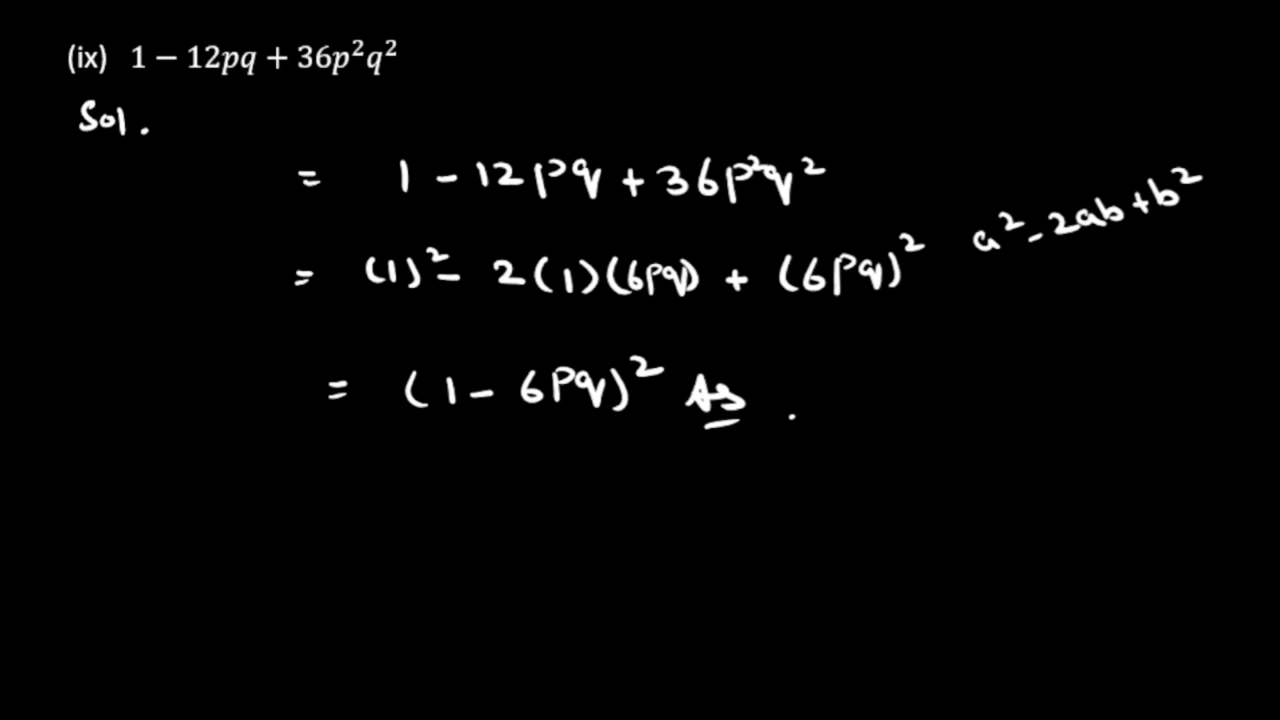 (ix) 1 − 12pq + 36p²q²
Sol.
= 1 - 12pq + 36p²q²
= (1)² - 2(1)(6pq) + (6pq)² a² - 2ab + b²
= (1 - 6pq)²